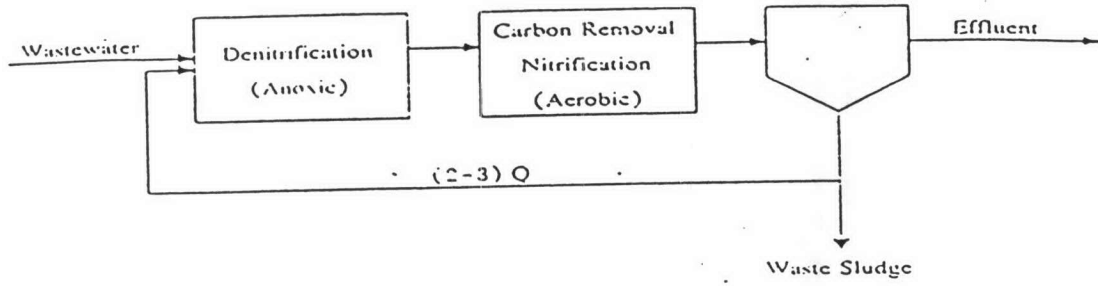 Wastewater
Denitrification
(Anoxic)
Carbon Removal
Nitrification
(Aerobic)
Effluent
(2-3) Q
Waste Sludge